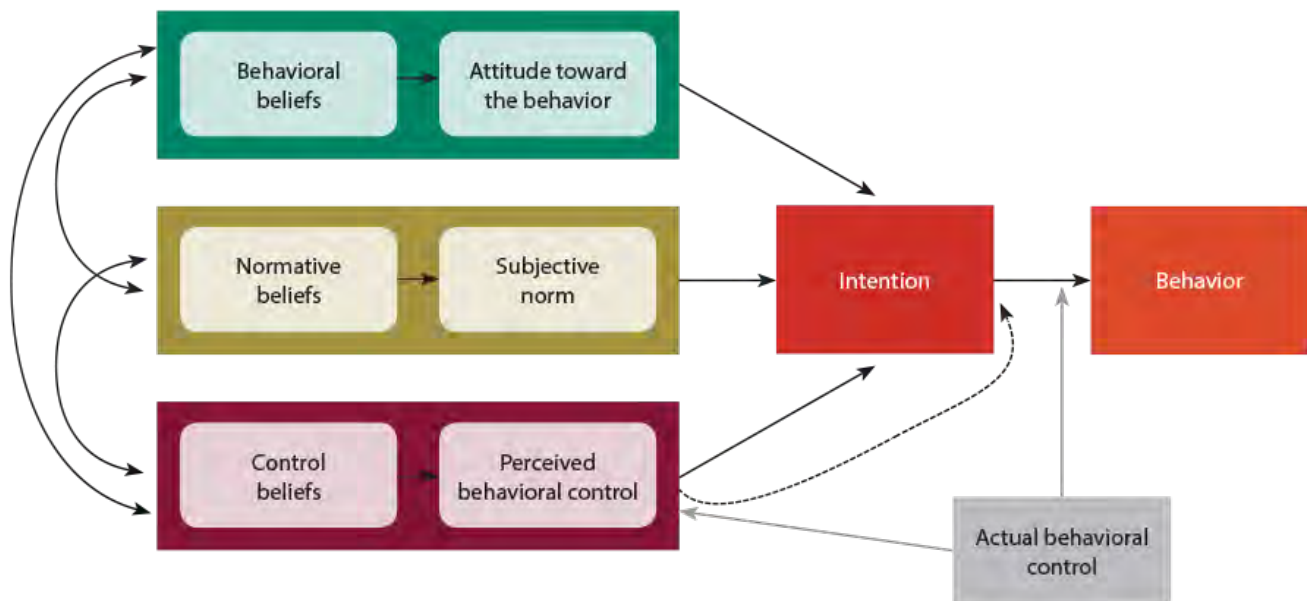 Behavioral
beliefs
Attitude toward
the behavior
Normative
beliefs
Subjective
norm
Intention
Behavior
Control
beliefs
Perceived
behavioral control
Actual behavioral
control